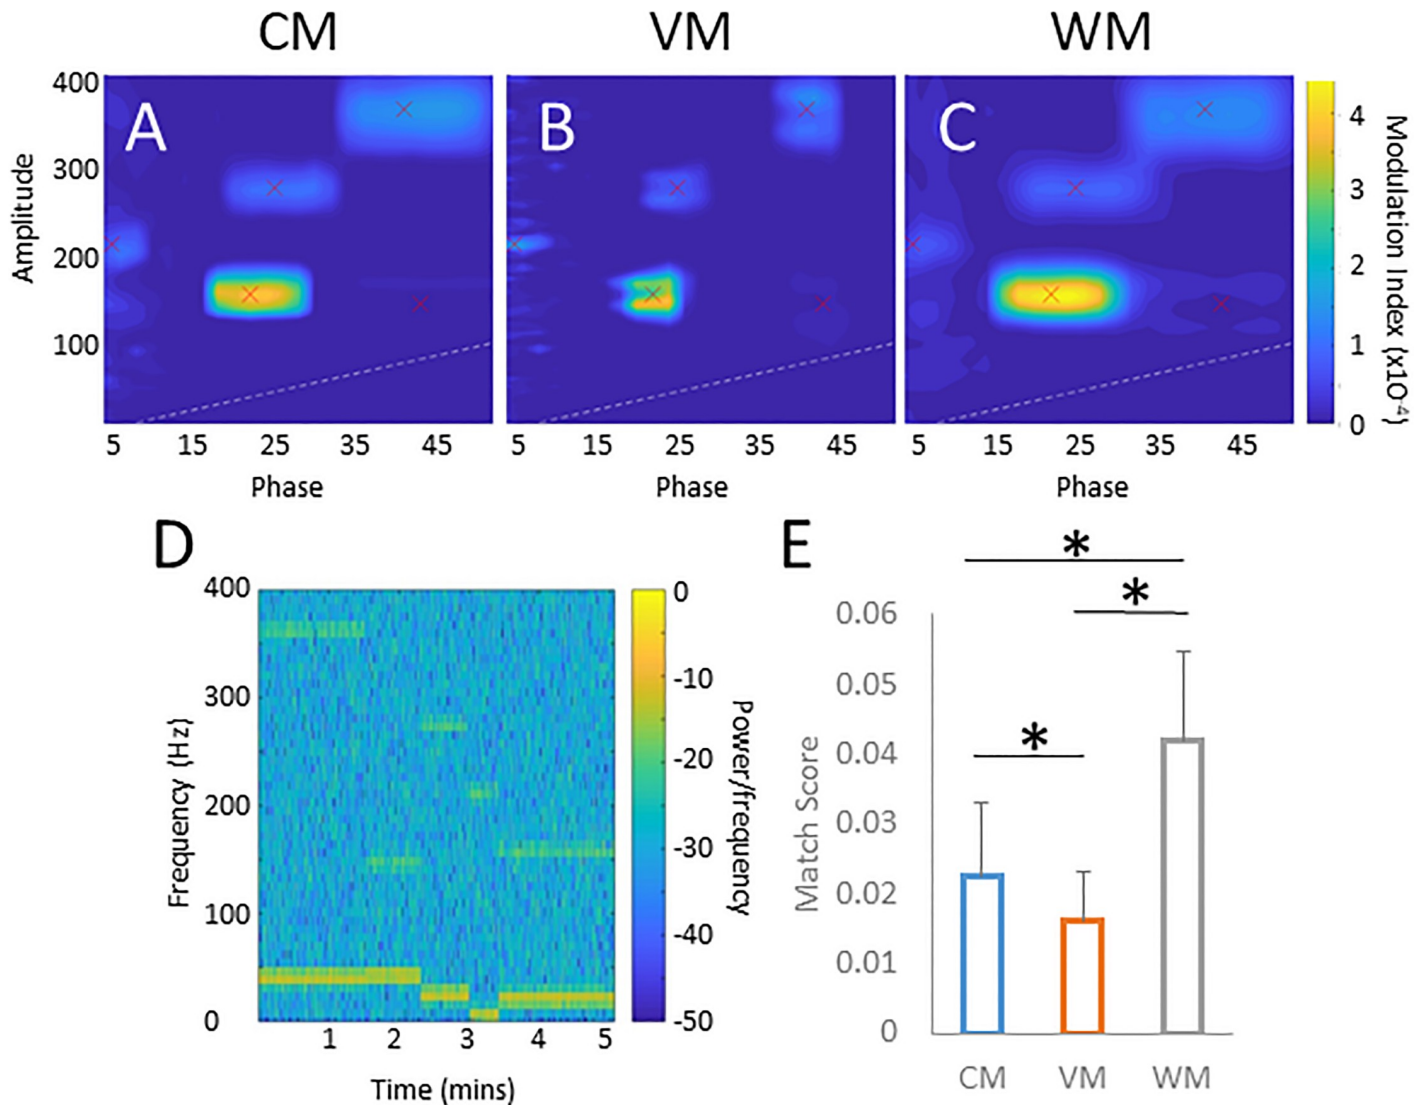 CM VM WM
A B C
400
300
200
100
Amplitude
5 15 25 35 45
Phase
5 15 25 35 45
Phase
5 15 25 35 45
Phase
4
3
2
1
0
Modulation Index (x10⁻⁴)
D
400
300
200
100
0
Frequency (Hz)
1 2 3 4 5
Time (mins)
0
-10
-20
-30
-40
-50
Power/frequency
E
* 
*
*
0.06
0.05
0.04
0.03
0.02
0.01
0
Match Score
CM VM WM